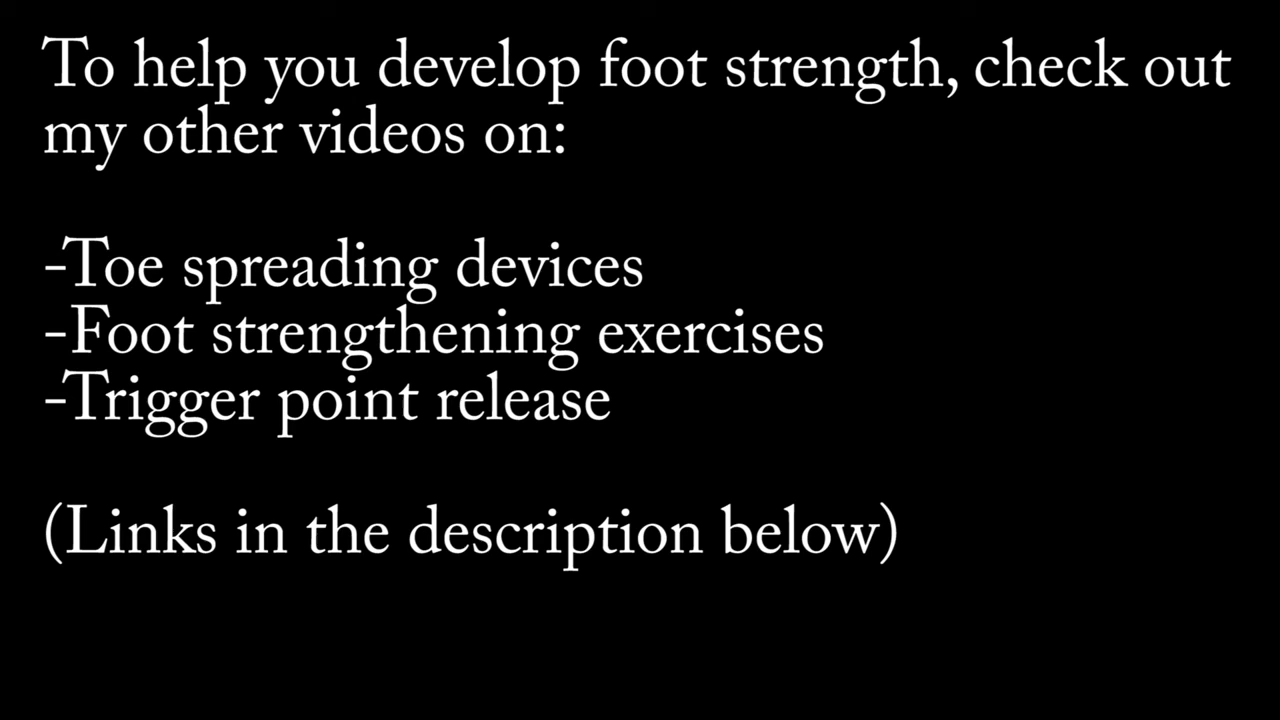 To help you develop foot strength, check out
my other videos on:
-Toe spreading devices
-Foot strengthening exercises
-Trigger point release
(Links in the description below)